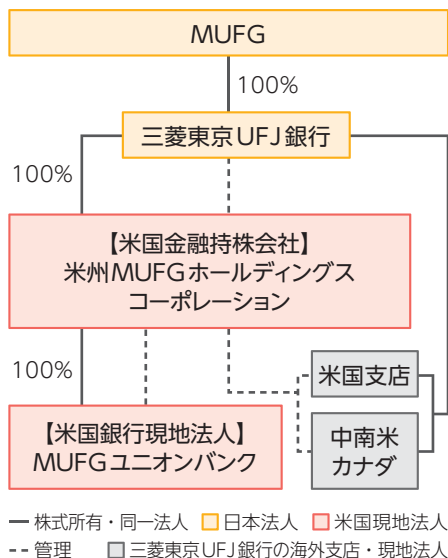 MUFG
100%
三菱東京UFJ銀行
100%
【米国金融持株会社】
米州MUFGホールディングス
コーポレーション
100%
米国支店
【米国銀行現地法人】
MUFGユニオンバンク
中南米
カナダ
株式所有・同一法人 日本法人 米国現地法人
管理 三菱東京UFJ銀行の海外支店・現地法人